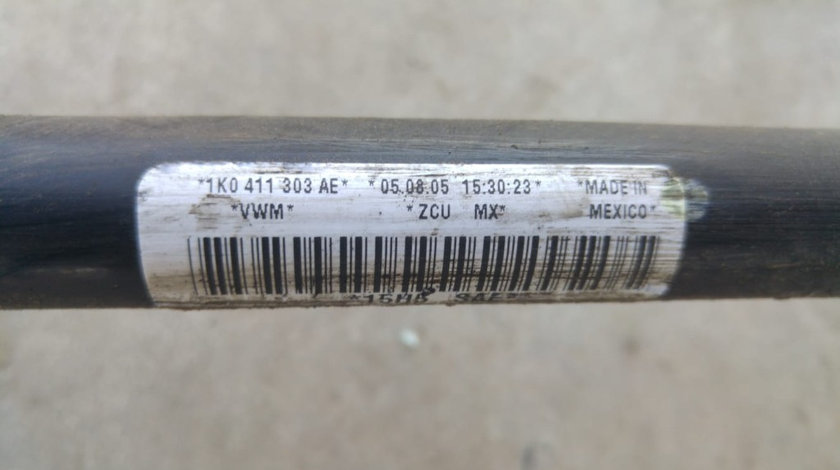 *1K0 411 303 AE* *05.08.05 15:30:23* *MADE IN
*VWM* *ZCU MX* MEXICO*